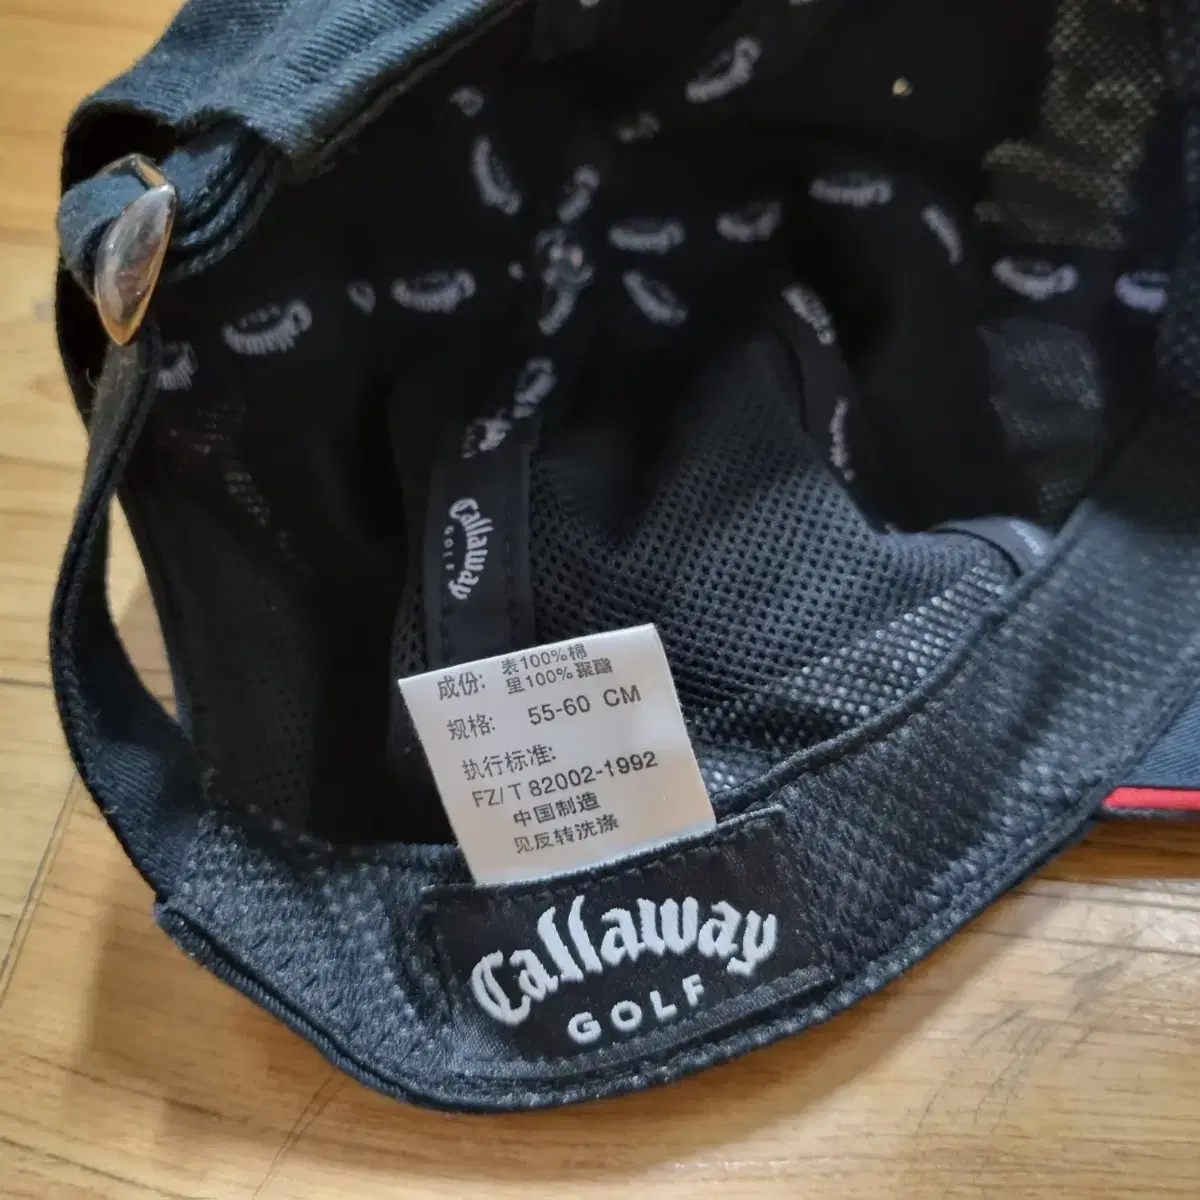 Callaway
Callaway
Callaway
GOLF
成份: 表100%棉
里100%聚酯
规格: 55-60 CM
执行标准:
FZ/T 82002-1992
中国制造
见反转洗涤
Callaway
GOLF